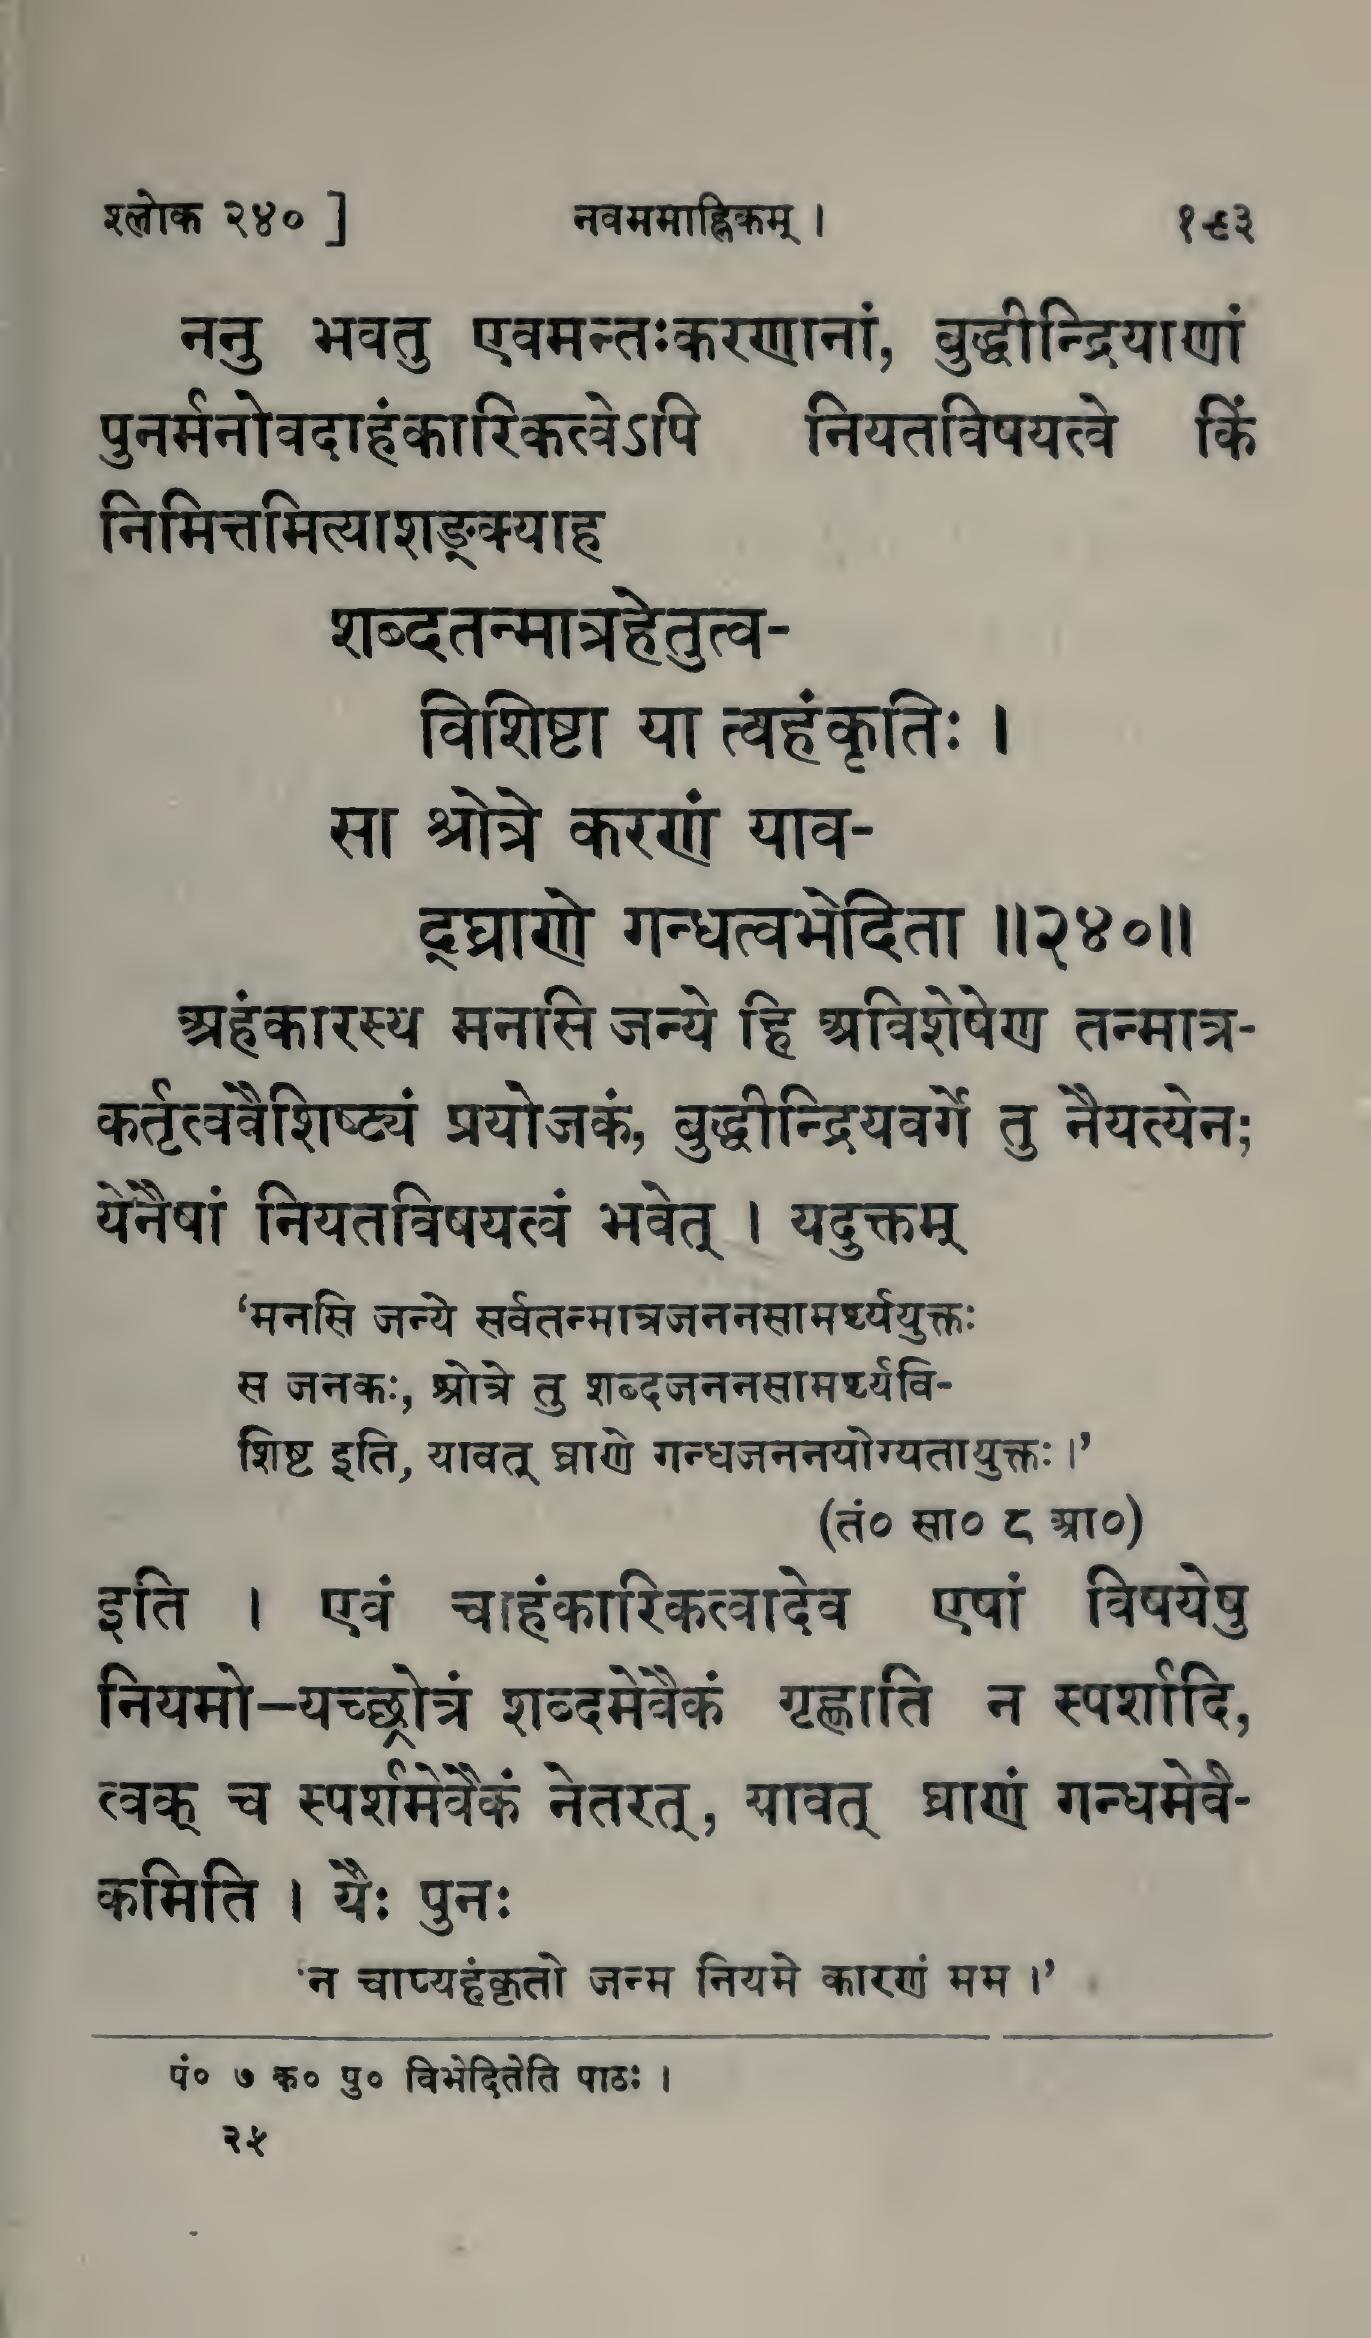 श्लोक २४० ] नवममाह्निकम् । १९३
ननु भवतु एवमन्तःकरणानां, बुद्धीन्द्रियाणां
पुनर्मनोवदाहंकारिकत्वेऽपि नियतविषयत्वे किं
निमित्तमित्याशङ्क्याह
शब्दतन्मात्रहेतुत्व-
विशिष्टा या त्वहंकृतिः ।
सा श्रोत्रे करणं याव-
द्घ्राणे गन्धत्वभेदिता ॥२४०॥
अहंकारस्य मनसि जन्ये हि अविशेषेण तन्मात्र-
कर्तृत्ववैशिष्ट्यं प्रयोजकं, बुद्धीन्द्रियवर्गे तु नैयत्येन;
येनैषां नियतविषयत्वं भवेत् । यदुक्तम्
‘मनसि जन्ये सर्वतन्मात्रजननसामर्थ्ययुक्तः
स जनकः, श्रोत्रे तु शब्दजननसामर्थ्यवि-
शिष्ट इति, यावत् घ्राणे गन्धजननयोग्यतायुक्तः ।’
(तं० सा० ८ आ०)
इति । एवं चाहंकारिकत्वादेव एषां विषयेषु
नियमो—यच्छ्रोत्रं शब्दमेवैकं गृह्णाति न स्पर्शादि,
त्वक् च स्पर्शमेवैकं नेतरत्, यावत् घ्राणं गन्धमेवै-
कमिति । यैः पुनः
‘न चाप्यहंकृतो जन्म नियमे कारणं मम ।’
पं० ७ क० पु० विभेदितेति पाठः ।
२५